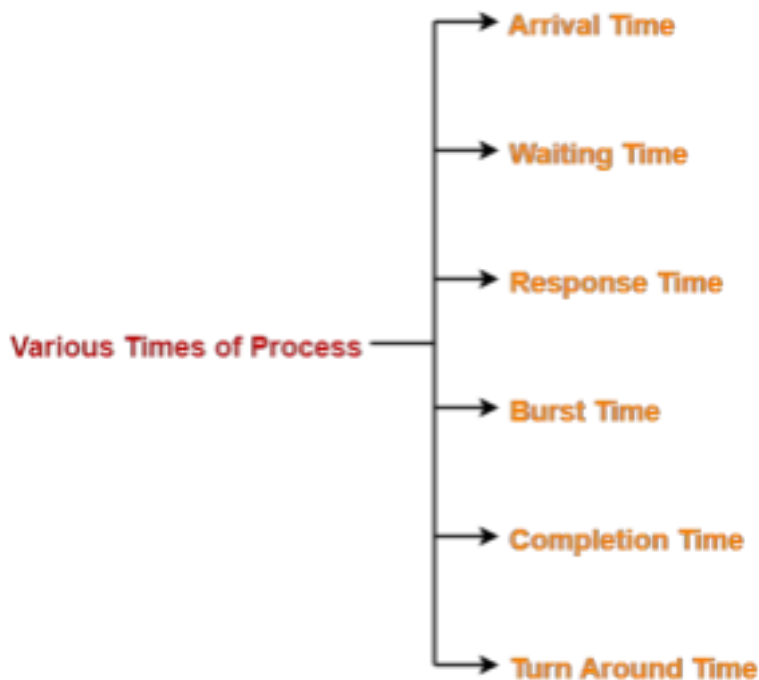 Arrival Time
Waiting Time
Response Time
Various Times of Process
Burst Time
Completion Time
Turn Around Time